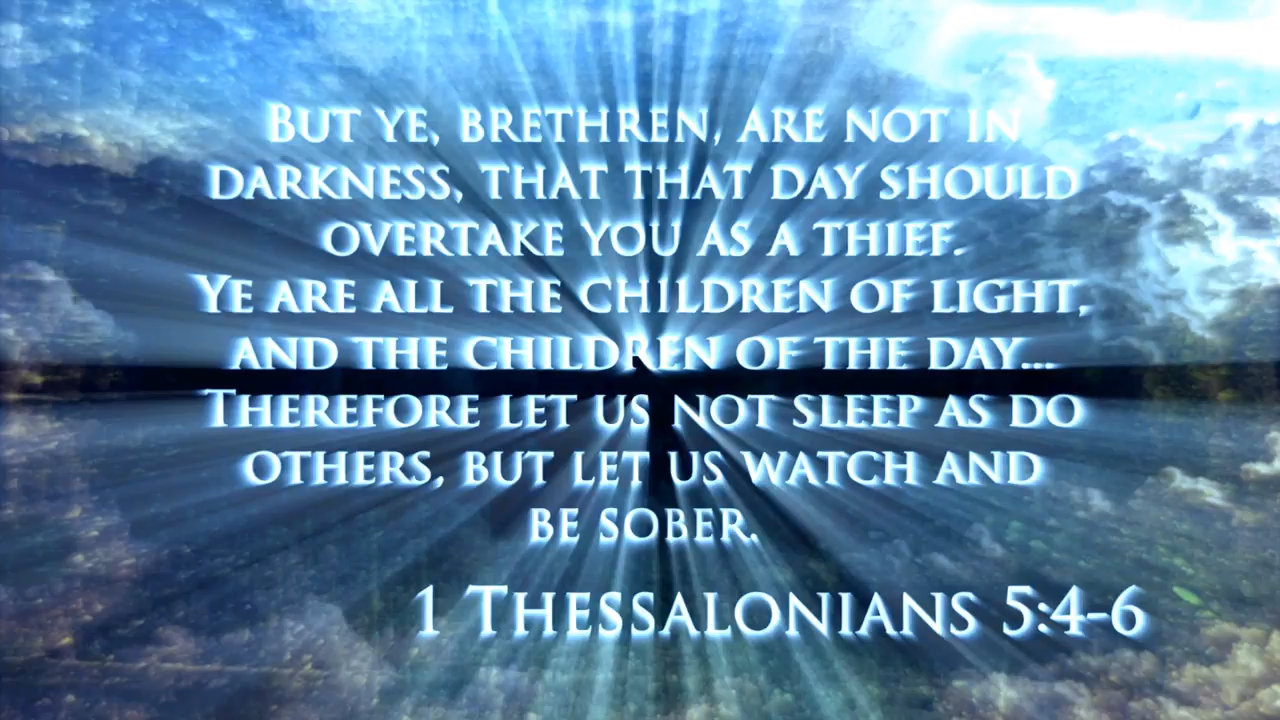 But ye, brethren, are not in
darkness, that that day should
overtake you as a thief.
Ye are all the children of light,
and the children of the day...
Therefore let us not sleep as do
others, but let us watch and
be sober.
1 Thessalonians 5:4-6